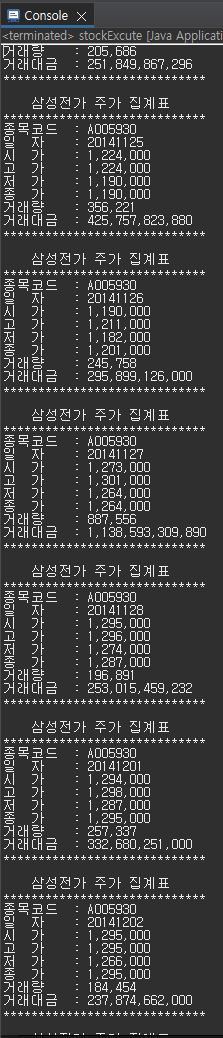 Console
<terminated> stockExcute [Java Applicati
거래량 : 205,686
거래대금 : 251,849,867,296
************************
삼성전가 주가 집계표
************************
종목코드 : A005930
일 자 : 20141125
시 가 : 1,224,000
고 가 : 1,224,000
저 가 : 1,190,000
종 가 : 1,190,000
거래량 : 356,221
거래대금 : 425,757,823,880
************************
삼성전가 주가 집계표
************************
종목코드 : A005930
일 자 : 20141126
시 가 : 1,190,000
고 가 : 1,211,000
저 가 : 1,182,000
종 가 : 1,201,000
거래량 : 245,758
거래대금 : 295,899,126,000
************************
삼성전가 주가 집계표
************************
종목코드 : A005930
일 자 : 20141127
시 가 : 1,273,000
고 가 : 1,301,000
저 가 : 1,264,000
종 가 : 1,264,000
거래량 : 887,556
거래대금 : 1,138,593,309,890
************************
삼성전가 주가 집계표
************************
종목코드 : A005930
일 자 : 20141128
시 가 : 1,295,000
고 가 : 1,296,000
저 가 : 1,274,000
종 가 : 1,287,000
거래량 : 196,891
거래대금 : 253,015,459,232
************************
삼성전가 주가 집계표
************************
종목코드 : A005930
일 자 : 20141201
시 가 : 1,294,000
고 가 : 1,298,000
저 가 : 1,287,000
종 가 : 1,295,000
거래량 : 257,337
거래대금 : 332,680,251,000
************************
삼성전가 주가 집계표
************************
종목코드 : A005930
일 자 : 20141202
시 가 : 1,295,000
고 가 : 1,295,000
저 가 : 1,266,000
종 가 : 1,295,000
거래량 : 184,454
거래대금 : 237,874,662,000
************************